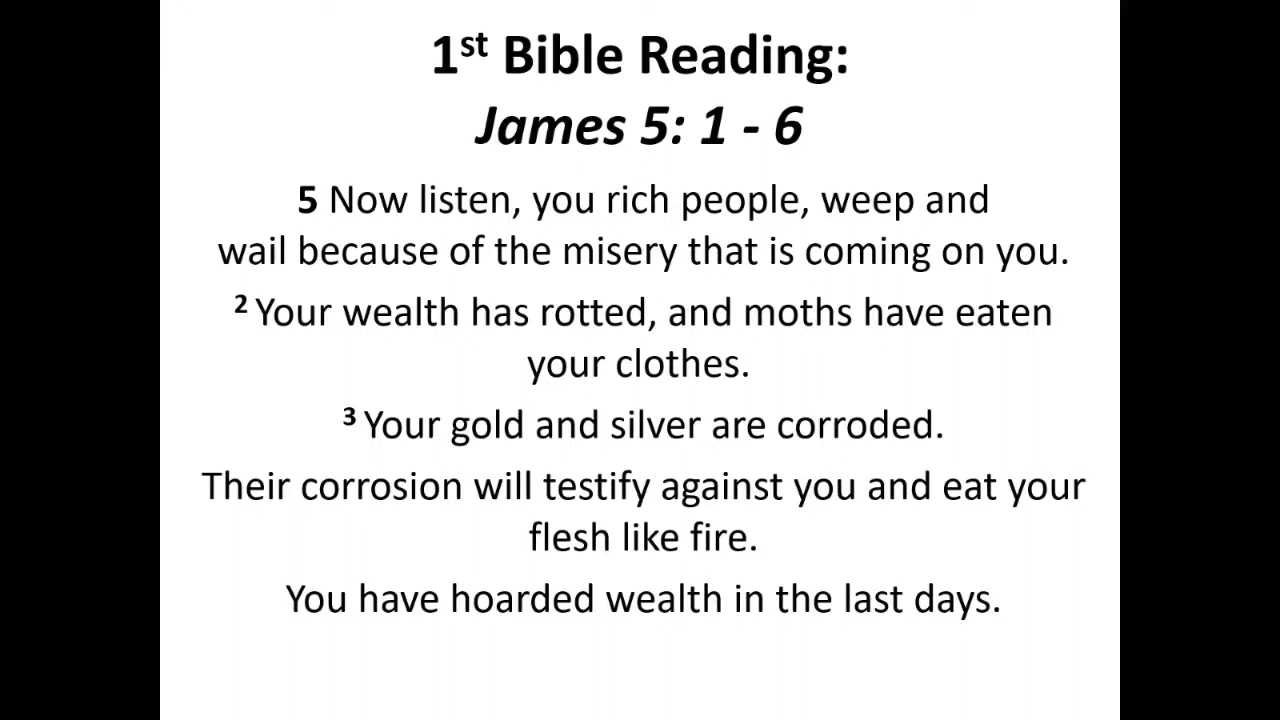 1st Bible Reading:
James 5: 1 - 6
5 Now listen, you rich people, weep and
wail because of the misery that is coming on you.
2 Your wealth has rotted, and moths have eaten
your clothes.
3 Your gold and silver are corroded.
Their corrosion will testify against you and eat your
flesh like fire.
You have hoarded wealth in the last days.